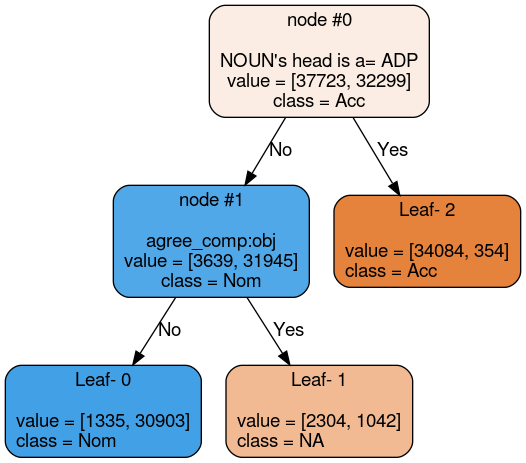 node #0
NOUN's head is a= ADP
value = [37723, 32299]
class = Acc
No
Yes
node #1
agree_comp:obj
value = [3639, 31945]
class = Nom
Leaf- 2
value = [34084, 354]
class = Acc
No
Yes
Leaf- 0
value = [1335, 30903]
class = Nom
Leaf- 1
value = [2304, 1042]
class = NA